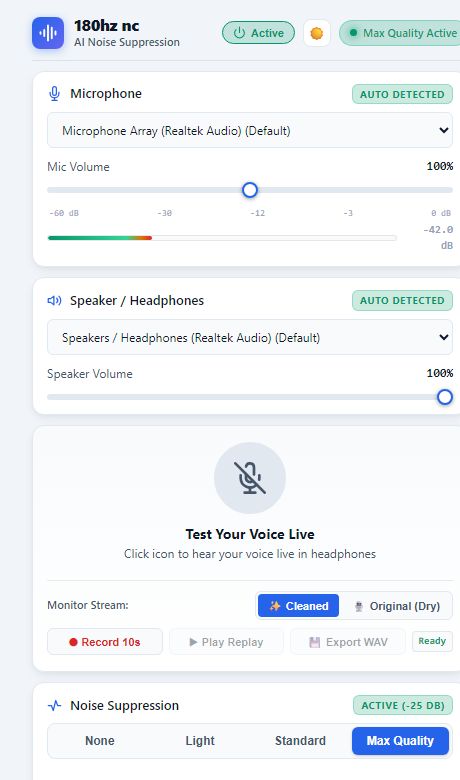 180hz nc
AI Noise Suppression
Active
Max Quality Active
Microphone
AUTO DETECTED
Microphone Array (Realtek Audio) (Default)
Mic Volume 100%
-60 dB -30 -12 -3 0 dB
-42.0
dB
Speaker / Headphones
AUTO DETECTED
Speakers / Headphones (Realtek Audio) (Default)
Speaker Volume 100%
Test Your Voice Live
Click icon to hear your voice live in headphones
Monitor Stream: Cleaned Original (Dry)
Record 10s Play Replay Export WAV Ready
Noise Suppression
ACTIVE (-25 DB)
None Light Standard Max Quality